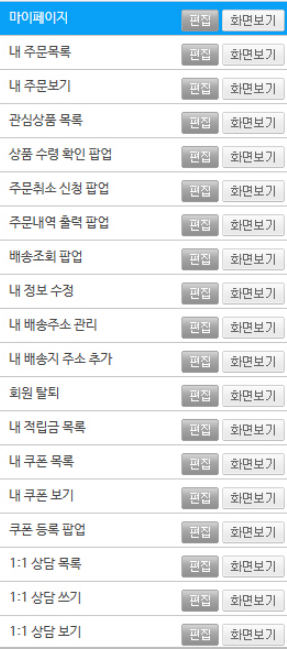 마이페이지 편집 화면보기
내 주문목록 편집 화면보기
내 주문보기 편집 화면보기
관심상품 목록 편집 화면보기
상품 수령 확인 팝업 편집 화면보기
주문취소 신청 팝업 편집 화면보기
주문내역 출력 팝업 편집 화면보기
배송조회 팝업 편집 화면보기
내 정보 수정 편집 화면보기
내 배송주소 관리 편집 화면보기
내 배송지 주소 추가 편집 화면보기
회원 탈퇴 편집 화면보기
내 적립금 목록 편집 화면보기
내 쿠폰 목록 편집 화면보기
내 쿠폰 보기 편집 화면보기
쿠폰 등록 팝업 편집 화면보기
1:1 상담 목록 편집 화면보기
1:1 상담 쓰기 편집 화면보기
1:1 상담 보기 편집 화면보기